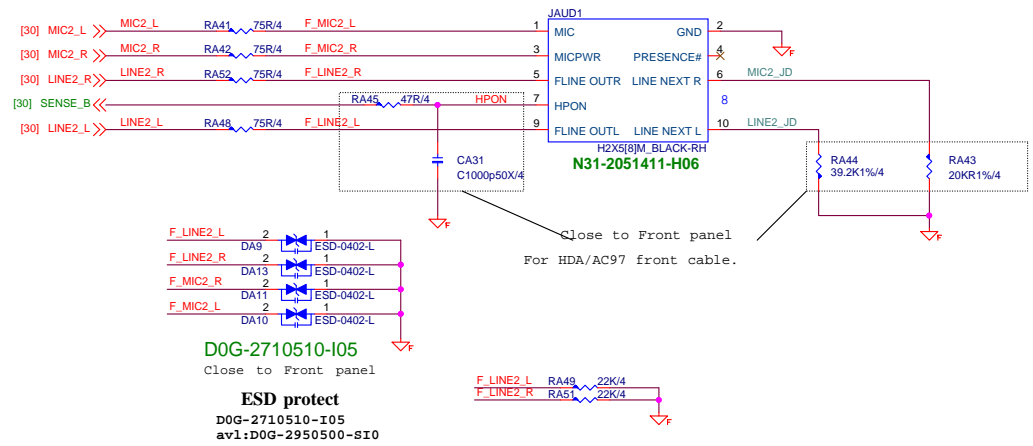 JAUD1
[30] MIC2_L MIC2_L RA41 75R/4 F_MIC2_L 1 MIC GND 2 F
[30] MIC2_R MIC2_R RA42 75R/4 F_MIC2_R 3 MICPWR PRESENCE# 4
[30] LINE2_R LINE2_R RA52 75R/4 F_LINE2_R 5 FLINE OUTR LINE NEXT R 6 MIC2_JD
[30] SENSE_B RA45 47R/4 HPON 7 HPON 8
[30] LINE2_L LINE2_L RA48 75R/4 F_LINE2_L 9 FLINE OUTL LINE NEXT L 10 LINE2_JD
H2X5[8]M_BLACK-RH
N31-2051411-H06
CA31
C1000p50X/4
F
RA44
39.2K1%/4
RA43
20KR1%/4
F
Close to Front panel
For HDA/AC97 front cable.
F_LINE2_L 2 1
DA9 ESD-0402-L
F_LINE2_R 2 1
DA13 ESD-0402-L
F_MIC2_R 2 1
DA11 ESD-0402-L
F_MIC2_L 2 1
DA10 ESD-0402-L
F
D0G-2710510-I05
Close to Front panel
ESD protect
D0G-2710510-I05
avl:D0G-2950500-SI0
F_LINE2_L RA49 22K/4
F_LINE2_R RA51 22K/4
F